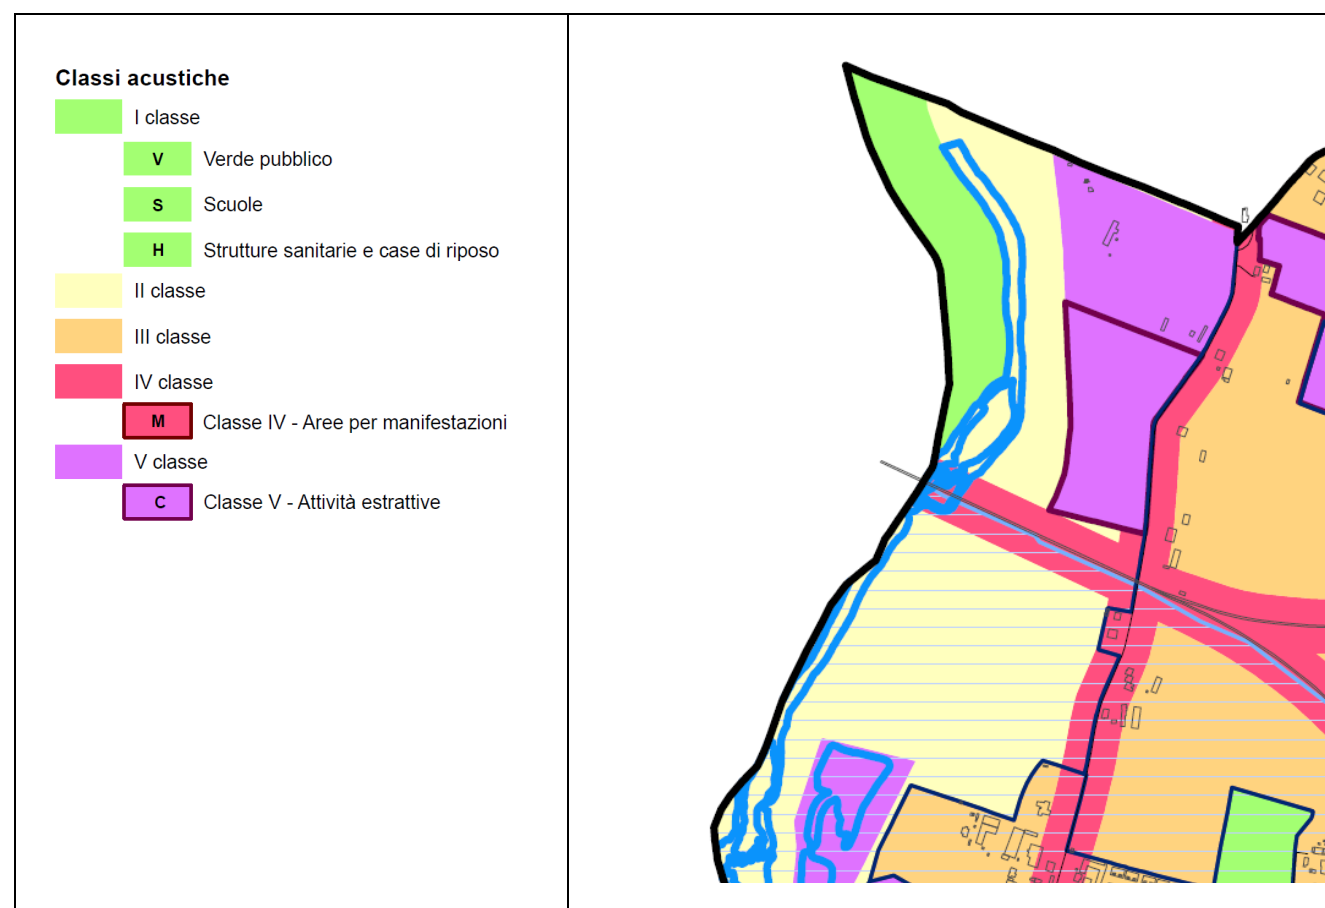 Classi acustiche
I classe
V Verde pubblico
S Scuole
H Strutture sanitarie e case di riposo
II classe
III classe
IV classe
M Classe IV - Aree per manifestazioni
V classe
C Classe V - Attività estrattive